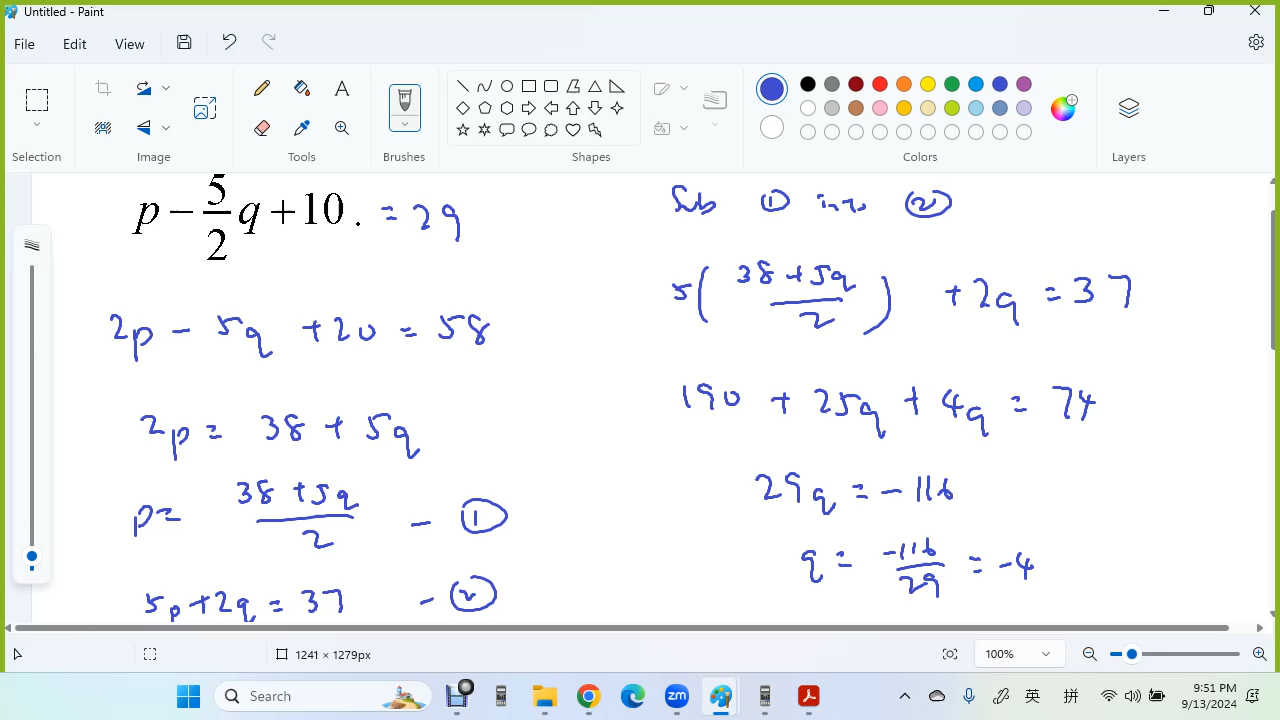 Untitled - Paint
File Edit View
Selection Image Tools Brushes Shapes Colors Layers
p − 5/2 q + 10 . = 29
2p − 5q + 20 = 58
2p = 38 + 5q
p = (38 + 5q)/2 — ①
5p + 2q = 37 — ②
Sub ① into ②
5((38 + 5q)/2) + 2q = 37
190 + 25q + 4q = 74
29q = −116
q = −116/29 = −4
1241 × 1279px
100%
Search
zm
英 拼
9:51 PM
9/13/2024